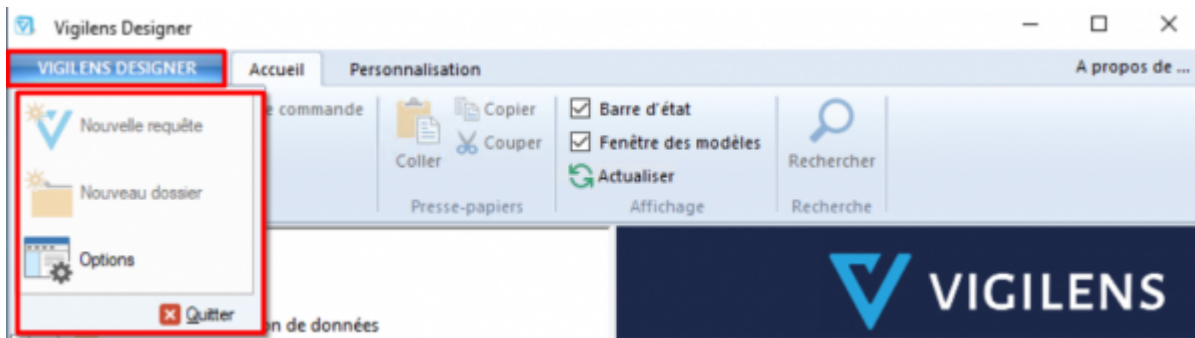 Vigilens Designer
VIGILENS DESIGNER Accueil Personnalisation A propos de ...
Nouvelle requête
Nouveau dossier
Options
Quitter
commande
Coller
Copier
Couper
Presse-papiers
Barre d'état
Fenêtre des modèles
Actualiser
Affichage
Rechercher
Recherche
on de données
VIGILENS